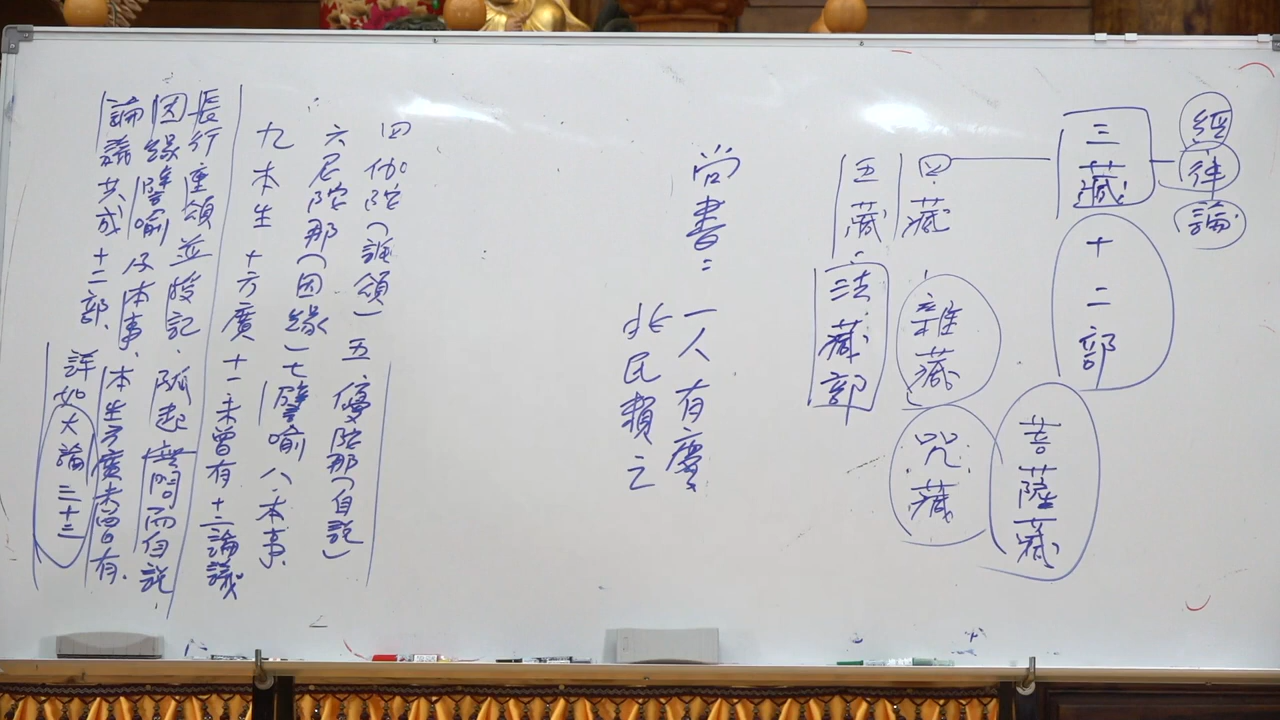 經
律
論
三藏
十二部
菩薩藏
四藏
雜藏
咒藏
五藏
法藏部
尚書：一人有慶
兆民賴之
四伽陀（諷頌）五優陀那（自說）
六尼陀那（因緣）七譬喻八本事
九本生十方廣十一未曾有十二論議
長行重頌並授記、孤起無問而自說
因緣譬喻及本事、本生方廣未曾有、
論議共成十二部、詳如大論三十三